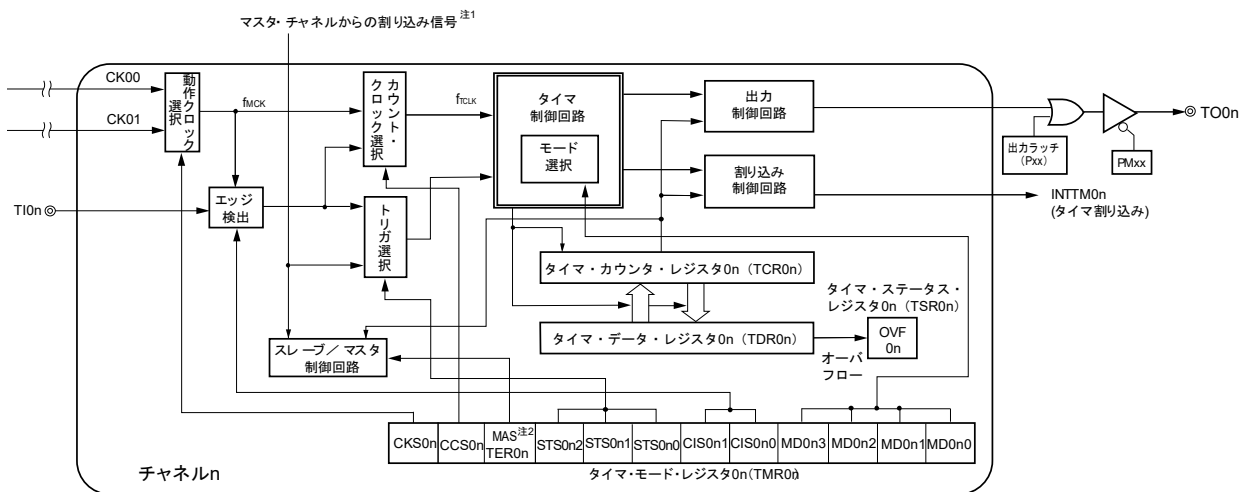 マスタ・チャネルからの割り込み信号 注1
CK00
CK01
動作クロック選択
fMCK
カウント・クロック選択
fTCLK
タイマ
制御回路
モード
選択
出力
制御回路
出力ラッチ
(Pxx)
PMxx
TO0n
割り込み
制御回路
INTTM0n
(タイマ割り込み)
TI0n
エッジ
検出
トリガ選択
タイマ・カウンタ・レジスタ0n (TCR0n)
タイマ・データ・レジスタ0n (TDR0n)
タイマ・ステータス・
レジスタ0n (TSR0n)
OVF
0n
オーバ
フロー
スレーブ/マスタ
制御回路
CKS0n
CCS0n
MAS注2
TER0n
STS0n2
STS0n1
STS0n0
CIS0n1
CIS0n0
MD0n3
MD0n2
MD0n1
MD0n0
チャネルn
タイマ・モード・レジスタ0n(TMR0n)